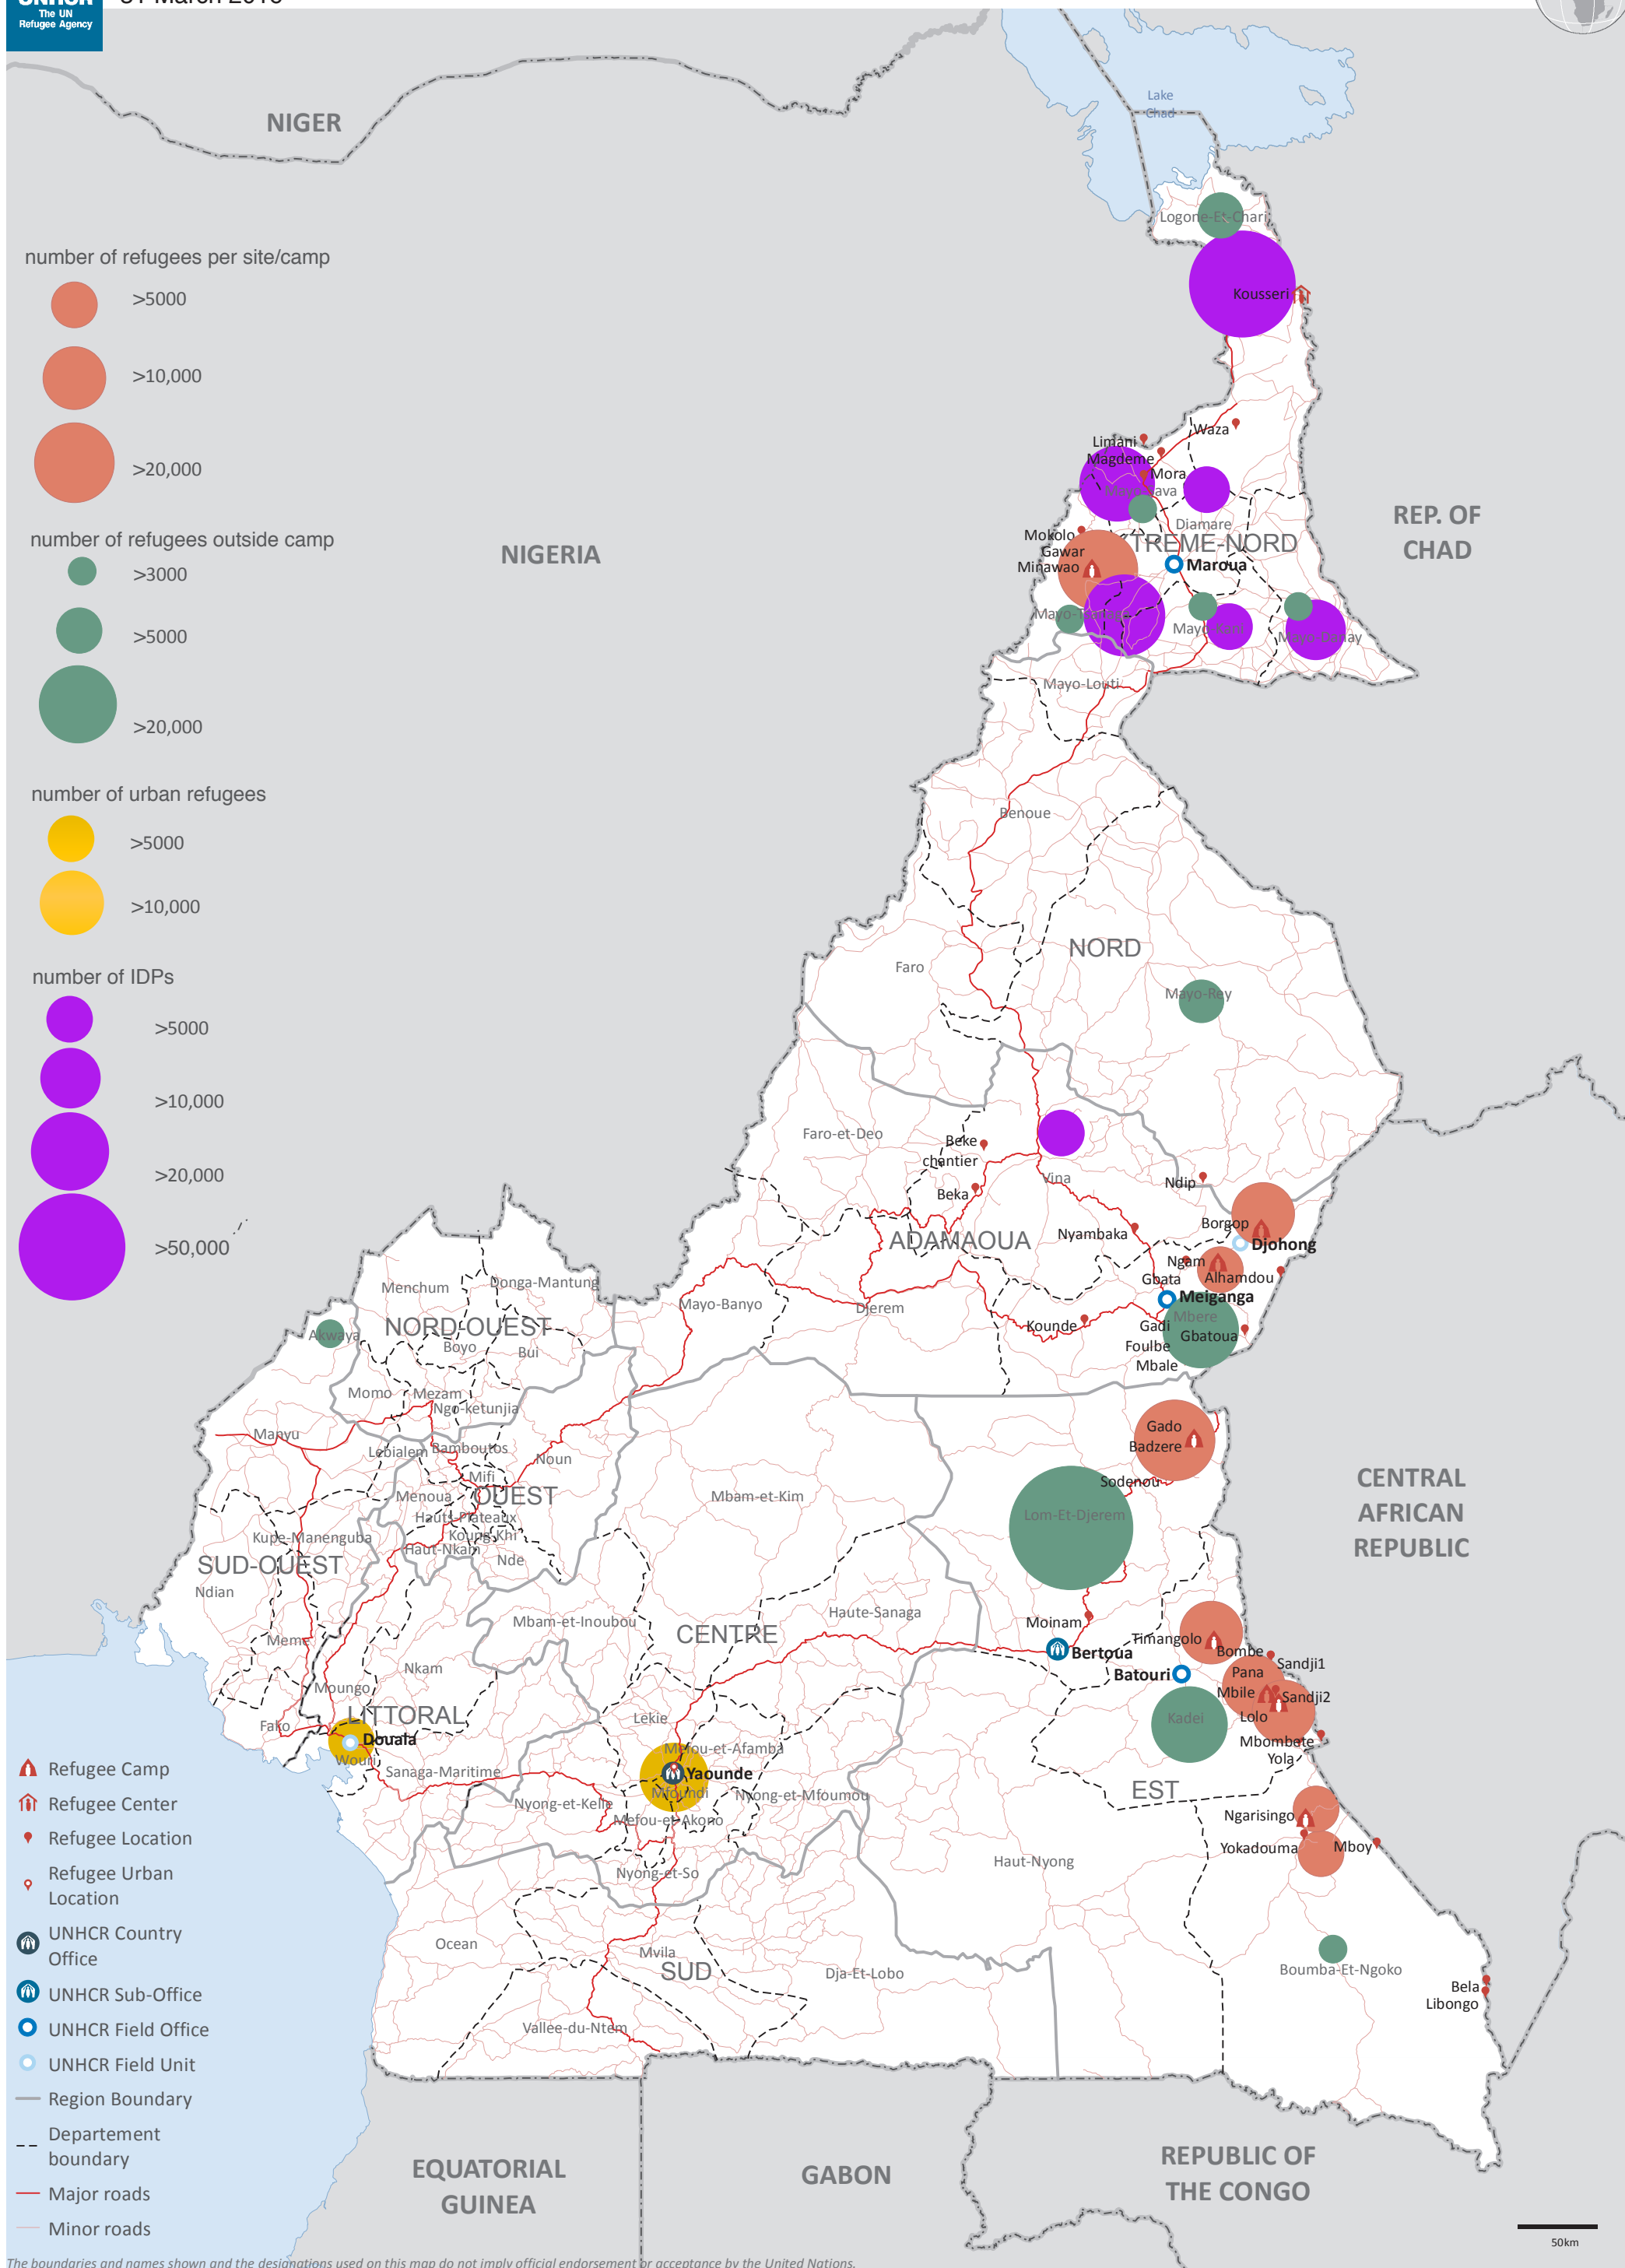 UNHCR
The UN
Refugee Agency
NIGER
Lake
Chad
Logone-Et-Chari
number of refugees per site/camp
>5000
>10,000
>20,000
Kousseri
Waza
Limani
Magdeme
Mora
Diamare
REP. OF
CHAD
number of refugees outside camp
>3000
>5000
>20,000
NIGERIA
Mokolo
Gawar
Minawao
Maroua
Mayo-Kani
Mayo-Danay
Mayo-Louti
number of urban refugees
>5000
>10,000
Benoue
NORD
Faro
Mayo-Rey
number of IDPs
>5000
>10,000
>20,000
>50,000
Faro-et-Deo
Beke
chantier
Beka
Vina
Ndip
Nyambaka
Borgop
Djohong
ADAMAOUA
Ngam
Gbata
Alhamdou
Meiganga
Mbere
Menchum
Donga-Mantung
Mayo-Banyo
Djerem
Kounde
Gadi
Foulbe
Gbatoua
Mbale
Akwaya
NORD-OUEST
Boyo
Bui
Momo
Mezam
Ngo-ketunjia
Manyu
Lebialem
Bamboutos
Noun
Mifi
Menoua
OUEST
Hauts-Plateaux
Koung-Khi
Haut-Nkam
Nde
Kupe-Manenguba
SUD-OUEST
Ndian
Mbam-et-Kim
Gado
Badzere
Sodenou
Lom-Et-Djerem
CENTRAL
AFRICAN
REPUBLIC
Mbam-et-Inoubou
Haute-Sanaga
CENTRE
Moinam
Bertoua
Batouri
Timangolo
Bombe
Sandji1
Pana
Mbile
Sandji2
Lolo
Mbombete
Yola
Kadei
Meme
Nkam
Moungo
LITTORAL
Fako
Douala
Wouri
Sanaga-Maritime
Lekie
Mefou-et-Afamba
Yaounde
Mfoundi
Nyong-et-Mfoumou
Nyong-et-Kelle
Mefou-et-Akono
Nyong-et-So
EST
Haut-Nyong
Ngarisingo
Yokadouma
Mboy
Boumba-Et-Ngoko
Bela
Libongo
Ocean
Mvila
SUD
Dja-Et-Lobo
Vallee-du-Ntem
Refugee Camp
Refugee Center
Refugee Location
Refugee Urban
Location
UNHCR Country
Office
UNHCR Sub-Office
UNHCR Field Office
UNHCR Field Unit
Region Boundary
Departement
boundary
Major roads
Minor roads
EQUATORIAL
GUINEA
GABON
REPUBLIC OF
THE CONGO
50km
The boundaries and names shown and the designations used on this map do not imply official endorsement or acceptance by the United Nations.